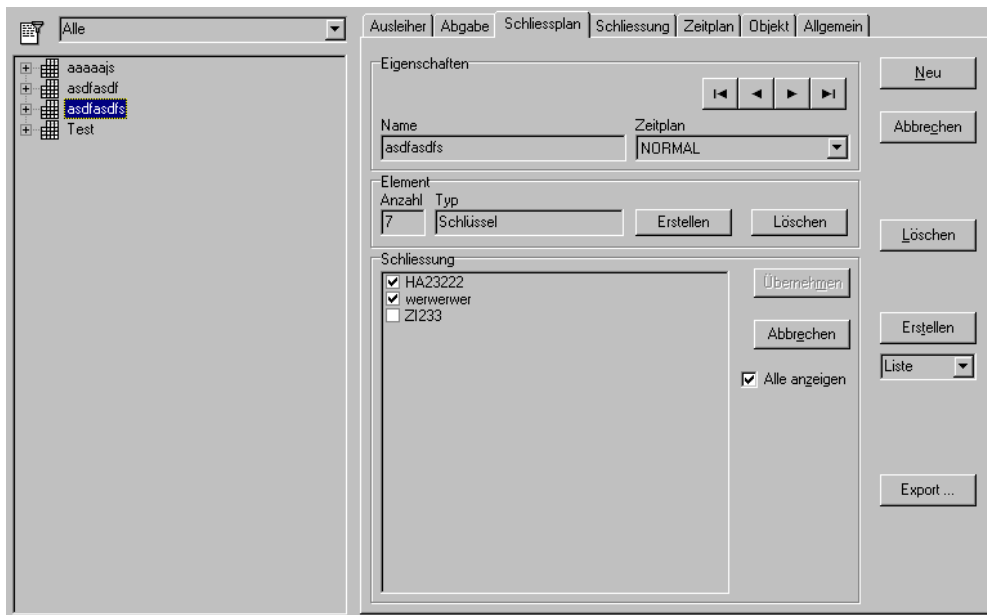 Alle
aaaaajs
asdfasdf
asdfasdfs
Test
Ausleiher Abgabe Schliessplan Schliessung Zeitplan Objekt Allgemein
Eigenschaften
Name Zeitplan
asdfasdfs NORMAL
Element
Anzahl Typ
7 Schlüssel Erstellen Löschen
Schliessung
HA23222
werwerwer
ZI233
Übernehmen
Abbrechen
Alle anzeigen
Neu
Abbrechen
Löschen
Erstellen
Liste
Export ...